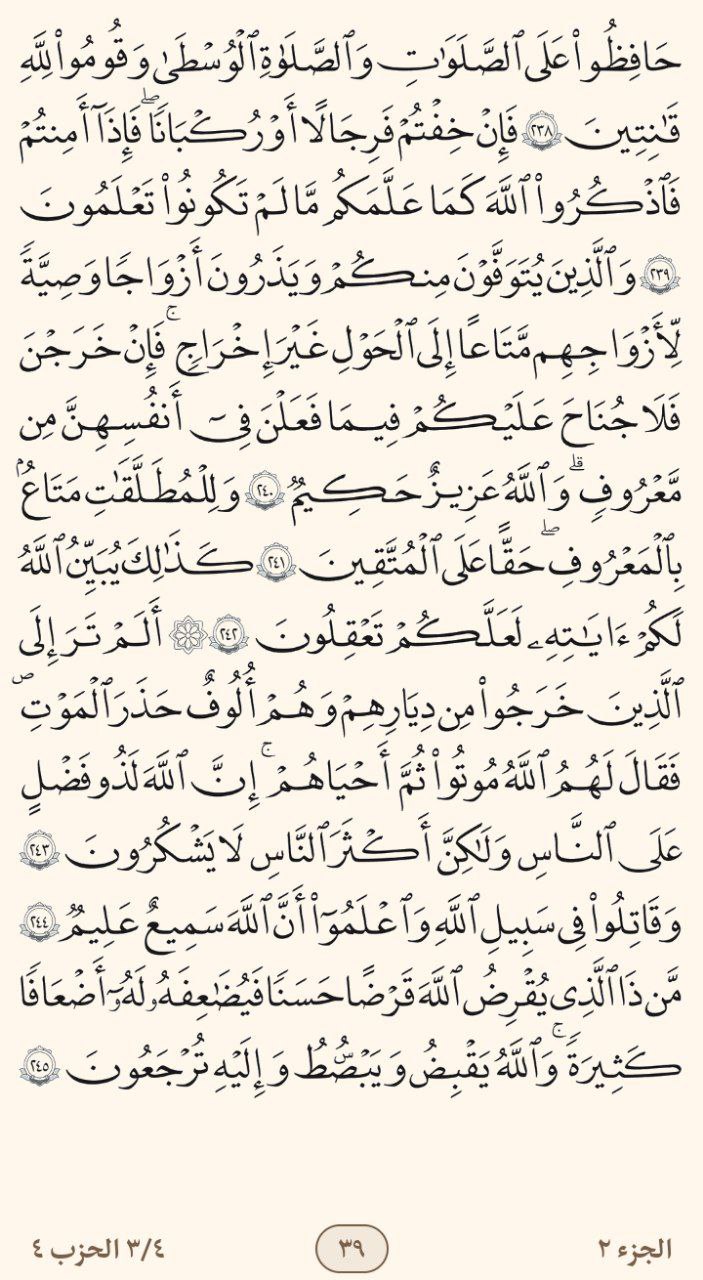 حَافِظُوا۟ عَلَى ٱلصَّلَوَٰتِ وَٱلصَّلَوٰةِ ٱلْوُسْطَىٰ وَقُومُوا۟ لِلَّهِ
قَٰنِتِينَ ٢٣٨ فَإِنْ خِفْتُمْ فَرِجَالًا أَوْ رُكْبَانًا ۖ فَإِذَآ أَمِنتُمْ
فَٱذْكُرُوا۟ ٱللَّهَ كَمَا عَلَّمَكُم مَّا لَمْ تَكُونُوا۟ تَعْلَمُونَ
٢٣٩ وَٱلَّذِينَ يُتَوَفَّوْنَ مِنكُمْ وَيَذَرُونَ أَزْوَٰجًا وَصِيَّةً
لِّأَزْوَٰجِهِم مَّتَٰعًا إِلَى ٱلْحَوْلِ غَيْرَ إِخْرَاجٍ ۚ فَإِنْ خَرَجْنَ
فَلَا جُنَاحَ عَلَيْكُمْ فِى مَا فَعَلْنَ فِىٓ أَنفُسِهِنَّ مِن
مَّعْرُوفٍ ۗ وَٱللَّهُ عَزِيزٌ حَكِيمٌ ٢٤٠ وَلِلْمُطَلَّقَٰتِ مَتَٰعٌۢ
بِٱلْمَعْرُوفِ ۖ حَقًّا عَلَى ٱلْمُتَّقِينَ ٢٤١ كَذَٰلِكَ يُبَيِّنُ ٱللَّهُ
لَكُمْ ءَايَٰتِهِۦ لَعَلَّكُمْ تَعْقِلُونَ ٢٤٢ ۞ أَلَمْ تَرَ إِلَى
ٱلَّذِينَ خَرَجُوا۟ مِن دِيَٰرِهِمْ وَهُمْ أُلُوفٌ حَذَرَ ٱلْمَوْتِ ۖ
فَقَالَ لَهُمُ ٱللَّهُ مُوتُوا۟ ثُمَّ أَحْيَٰهُمْ ۚ إِنَّ ٱللَّهَ لَذُو فَضْلٍ
عَلَى ٱلنَّاسِ وَلَٰكِنَّ أَكْثَرَ ٱلنَّاسِ لَا يَشْكُرُونَ ٢٤٣
وَقَٰتِلُوا۟ فِى سَبِيلِ ٱللَّهِ وَٱعْلَمُوٓا۟ أَنَّ ٱللَّهَ سَمِيعٌ عَلِيمٌ ٢٤٤
مَّن ذَا ٱلَّذِى يُقْرِضُ ٱللَّهَ قَرْضًا حَسَنًا فَيُضَٰعِفَهُۥ لَهُۥٓ أَضْعَافًا
كَثِيرَةً ۚ وَٱللَّهُ يَقْبِضُ وَيَبْصُۜطُ وَإِلَيْهِ تُرْجَعُونَ ٢٤٥
الجزء ٢
٣٩
٣/٤ الحزب ٤